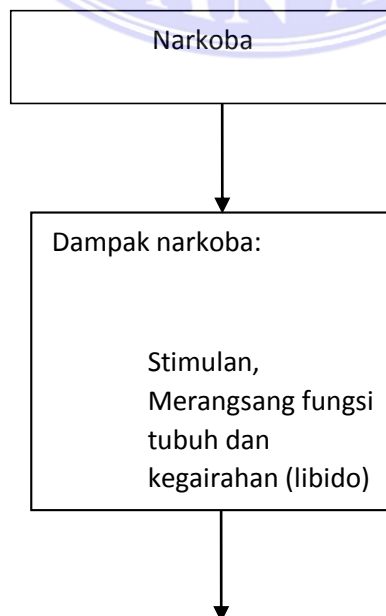 Narkoba
Dampak narkoba:
Stimulan,
Merangsang fungsi
tubuh dan
kegairahan (libido)